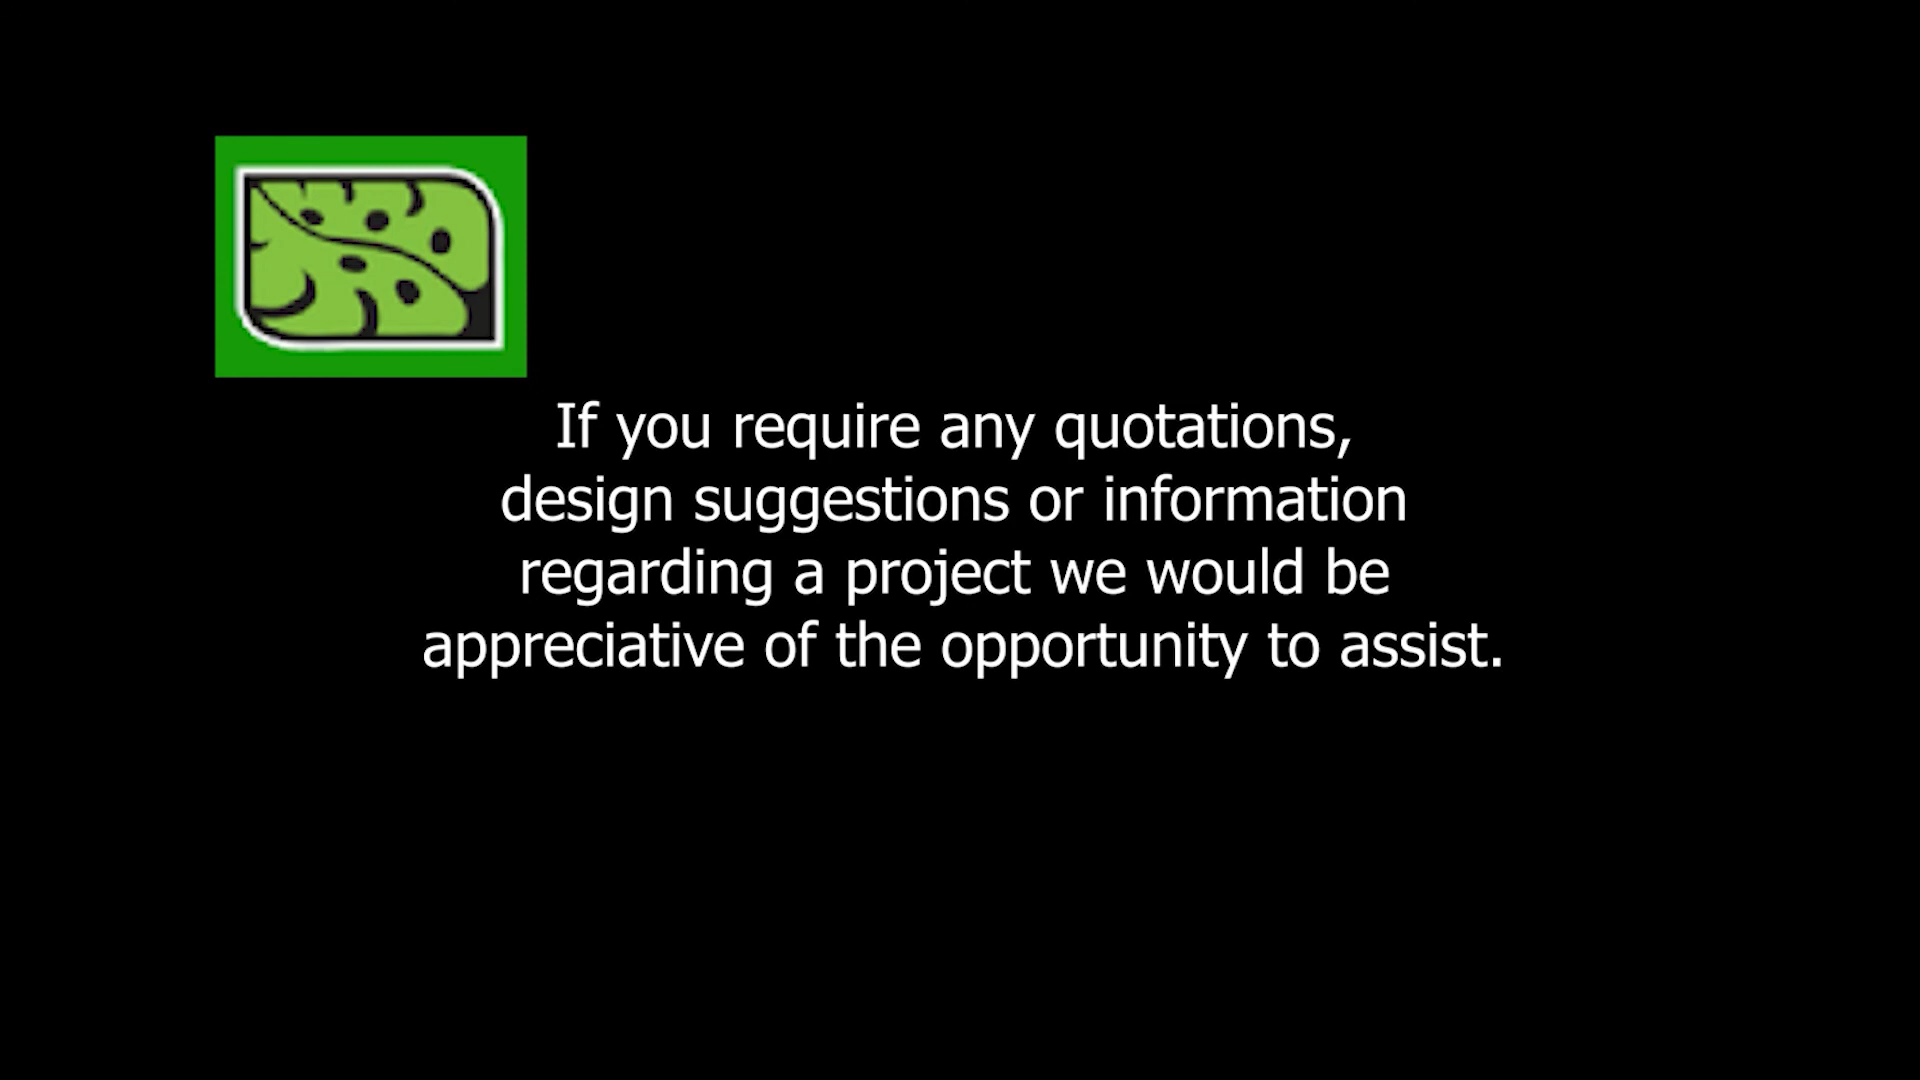 If you require any quotations,
design suggestions or information
regarding a project we would be
appreciative of the opportunity to assist.